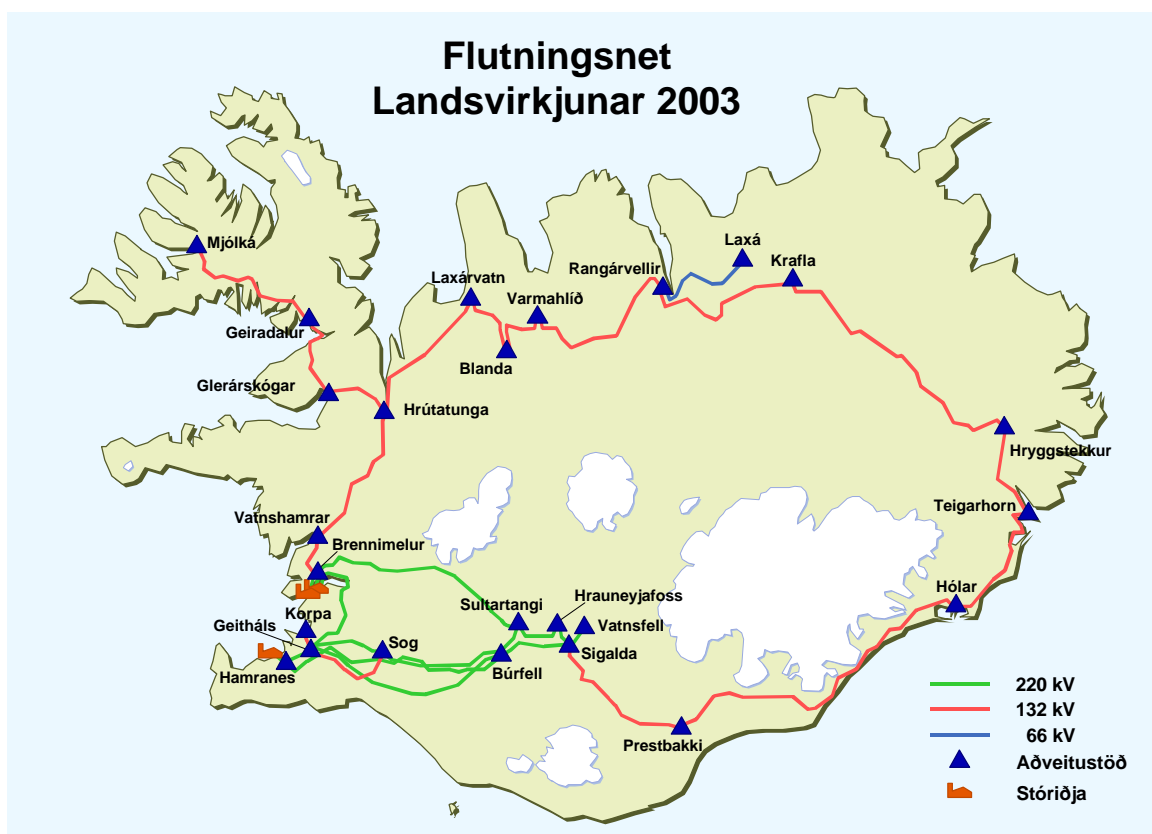 Flutningsnet
Landsvirkjunar 2003
Mjólká
Laxá
Rangárvellir
Krafla
Laxárvatn
Varmahlíð
Geiradalur
Blanda
Glerárskógar
Hrútatunga
Hryggstekkur
Teigarhorn
Vatnshamrar
Brennimelur
Hólar
Hrauneyjafoss
Sultartangi
Korpa
Vatnsfell
Geitháls
Sog
Sigalda
Búrfell
Hamranes
Prestbakki
220 kV
132 kV
66 kV
Aðveitustöð
Stóriðja